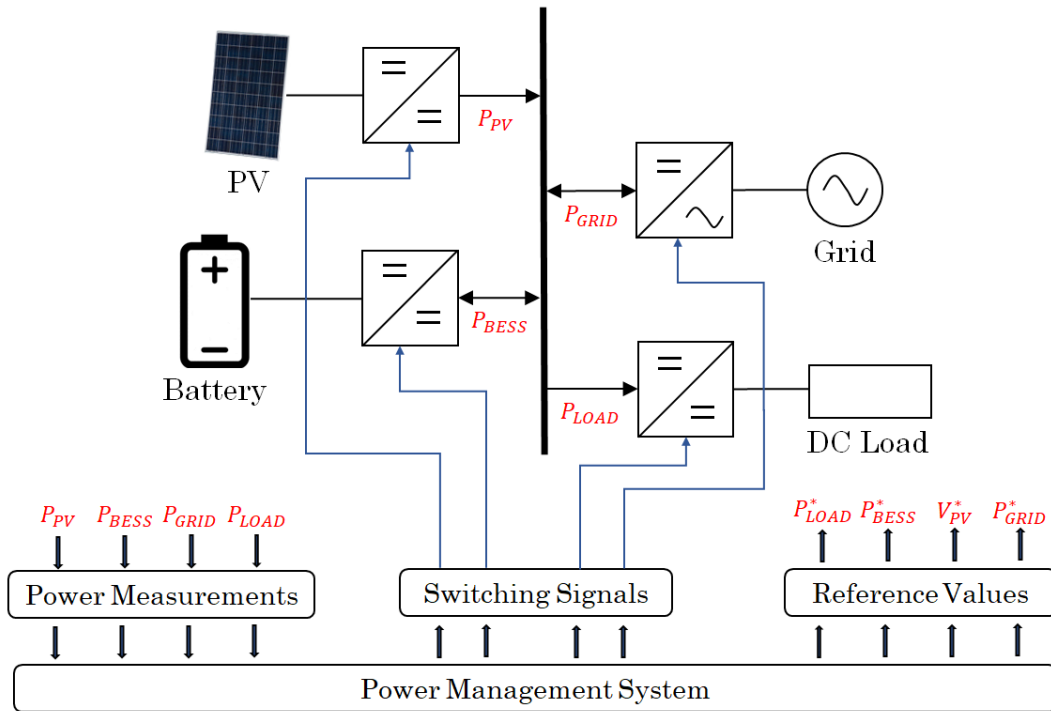 P_PV
PV
P_GRID
Grid
P_BESS
Battery
P_LOAD
DC Load
P_PV P_BESS P_GRID P_LOAD
P*_LOAD P*_BESS V*_PV P*_GRID
Power Measurements
Switching Signals
Reference Values
Power Management System